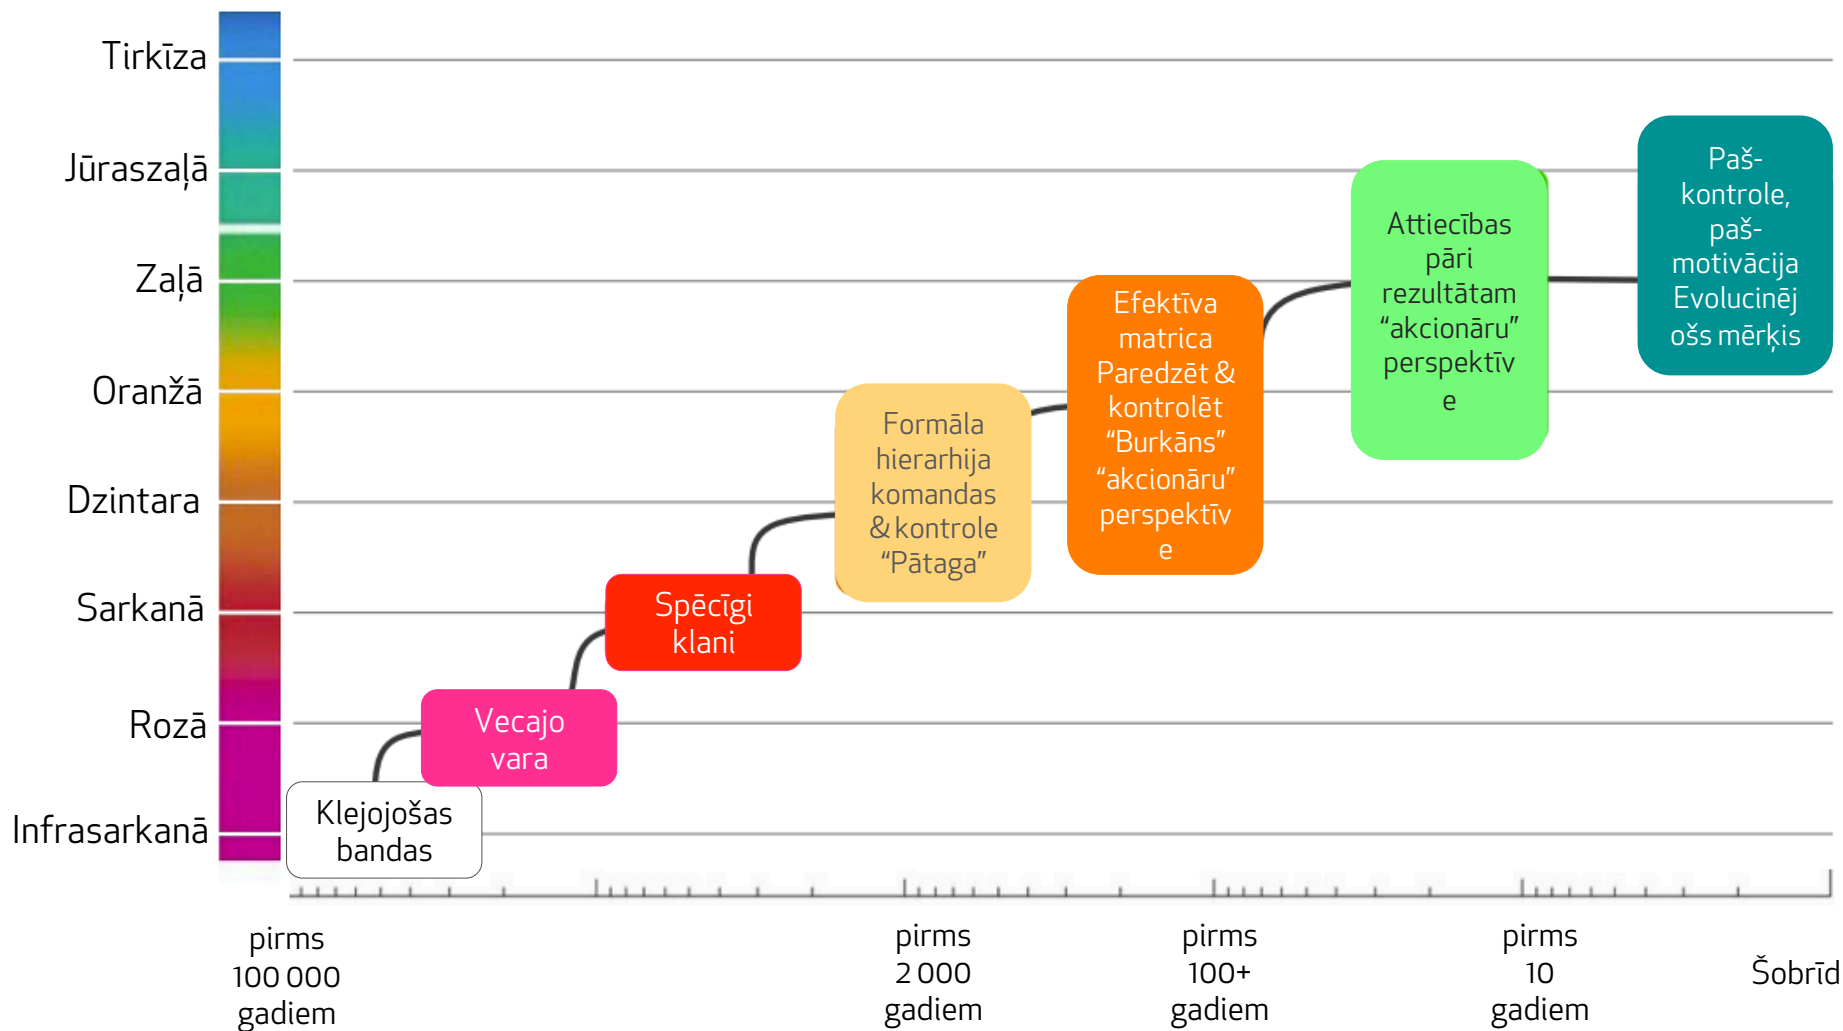 Tirkīza
Jūraszaļā
Zaļā
Oranžā
Dzintara
Sarkanā
Rozā
Infrasarkanā
Klejojošas
bandas
Vecajo
vara
Spēcīgi
klani
Formāla
hierarhija
komandas
& kontrole
“Pātaga”
Efektīva
matrica
Paredzēt &
kontrolēt
“Burkāns”
“akcionāru”
perspektīv
e
Attiecības
pāri
rezultātam
“akcionāru”
perspektīv
e
Paš-
kontrole,
paš-
motivācija
Evolucinēj
ošs mērķis
pirms
100 000
gadiem
pirms
2 000
gadiem
pirms
100+
gadiem
pirms
10
gadiem
Šobrīd